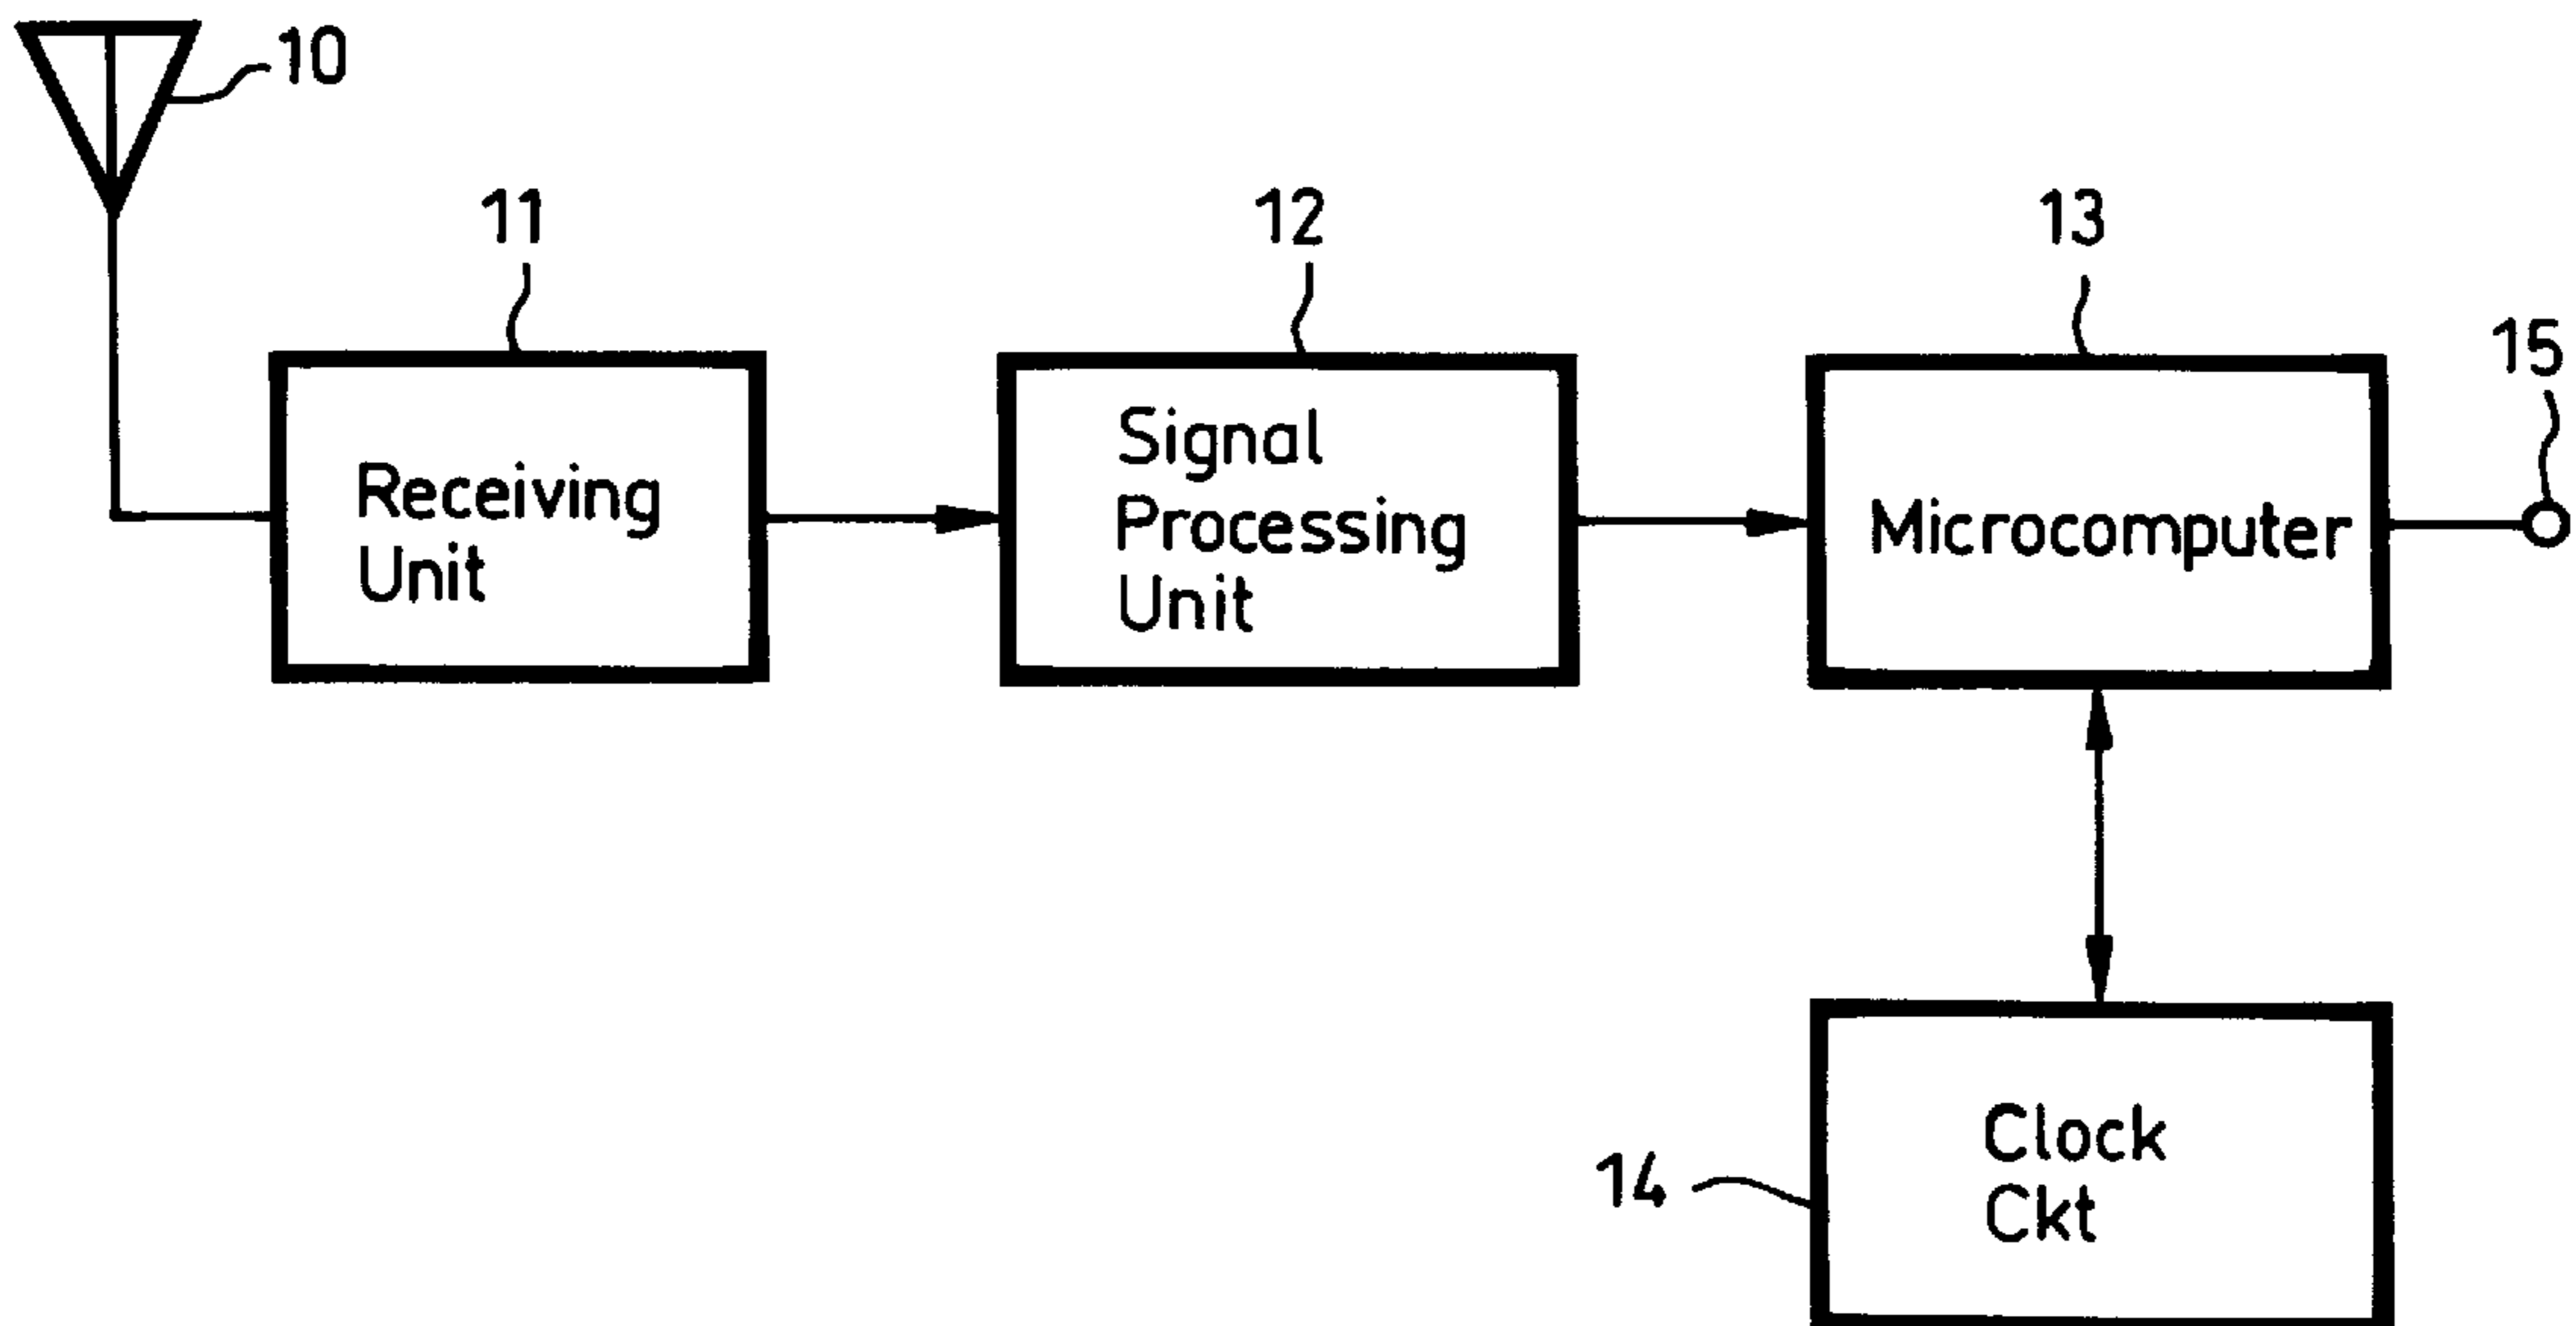 10
11
12
13
15
Receiving
Unit
Signal
Processing
Unit
Microcomputer
14
Clock
Ckt